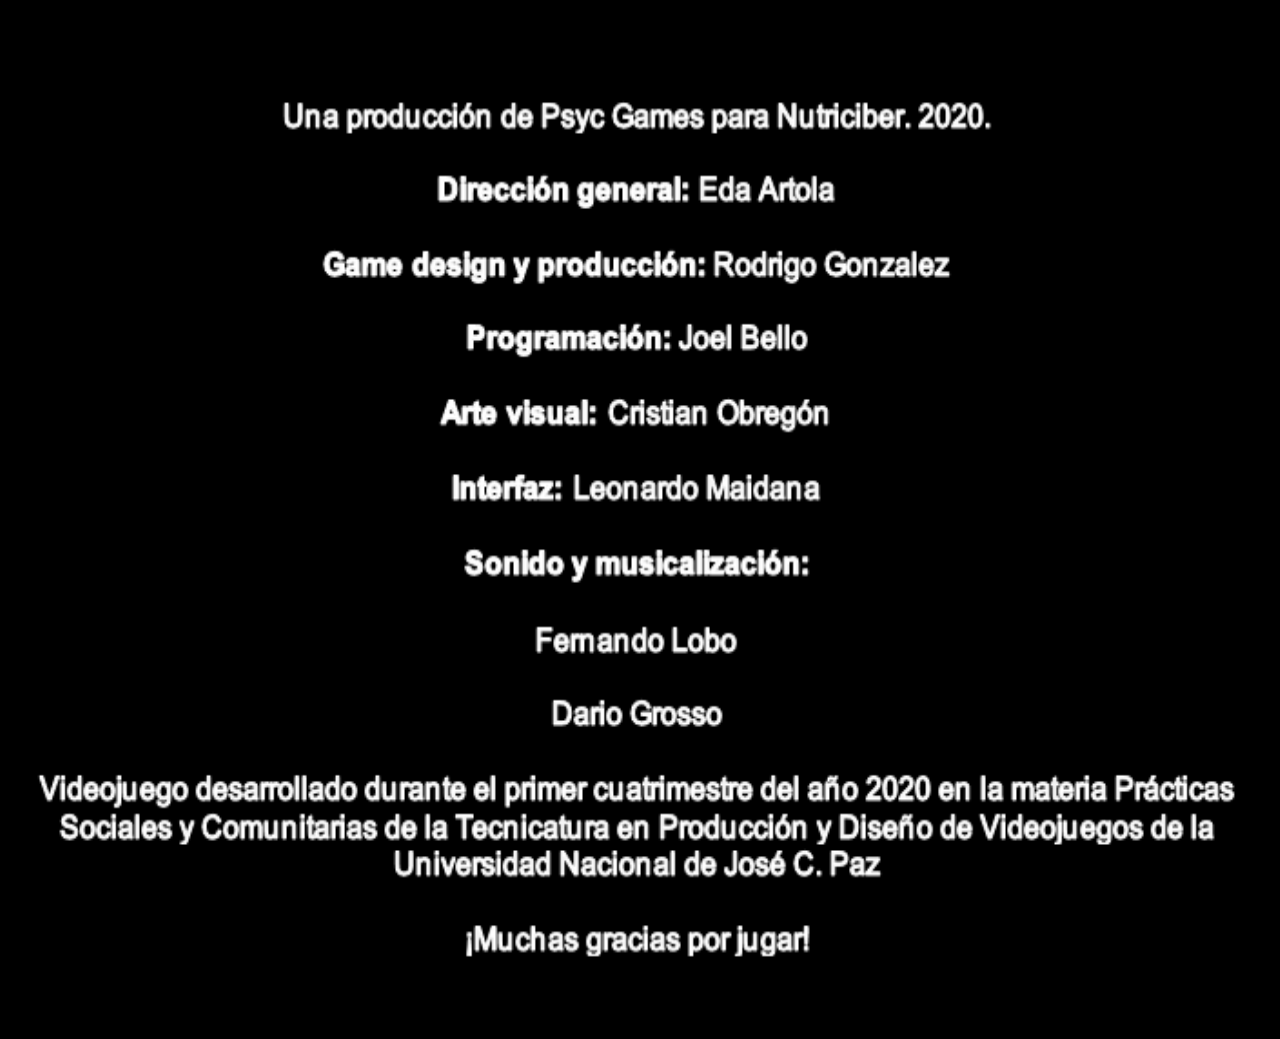 Una producción de Psyc Games para Nutriciber. 2020.
Dirección general: Eda Artola
Game design y producción: Rodrigo Gonzalez
Programación: Joel Bello
Arte visual: Cristian Obregón
Interfaz: Leonardo Maidana
Sonido y musicalización:
Fernando Lobo
Dario Grosso
Videojuego desarrollado durante el primer cuatrimestre del año 2020 en la materia Prácticas
Sociales y Comunitarias de la Tecnicatura en Producción y Diseño de Videojuegos de la
Universidad Nacional de José C. Paz
¡Muchas gracias por jugar!